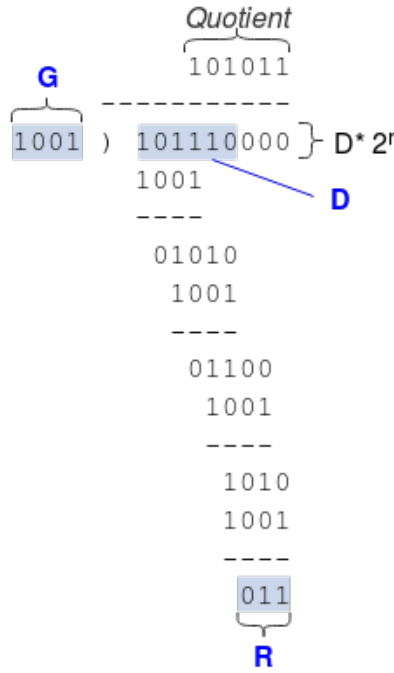 Quotient
101011
G
-----------
1001 ) 101110000 D* 2r
1001
D
----
01010
1001
----
01100
1001
----
1010
1001
----
011
R